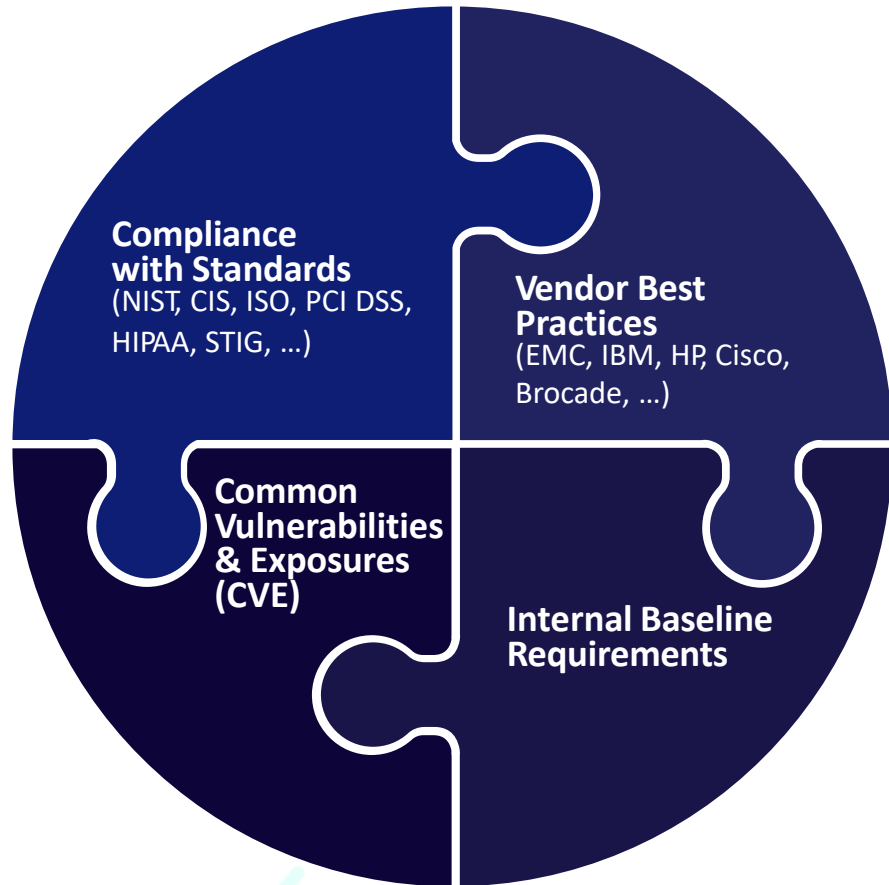 Compliance
with Standards
(NIST, CIS, ISO, PCI DSS,
HIPAA, STIG, ...)
Vendor Best
Practices
(EMC, IBM, HP, Cisco,
Brocade, ...)
Common
Vulnerabilities
& Exposures
(CVE)
Internal Baseline
Requirements